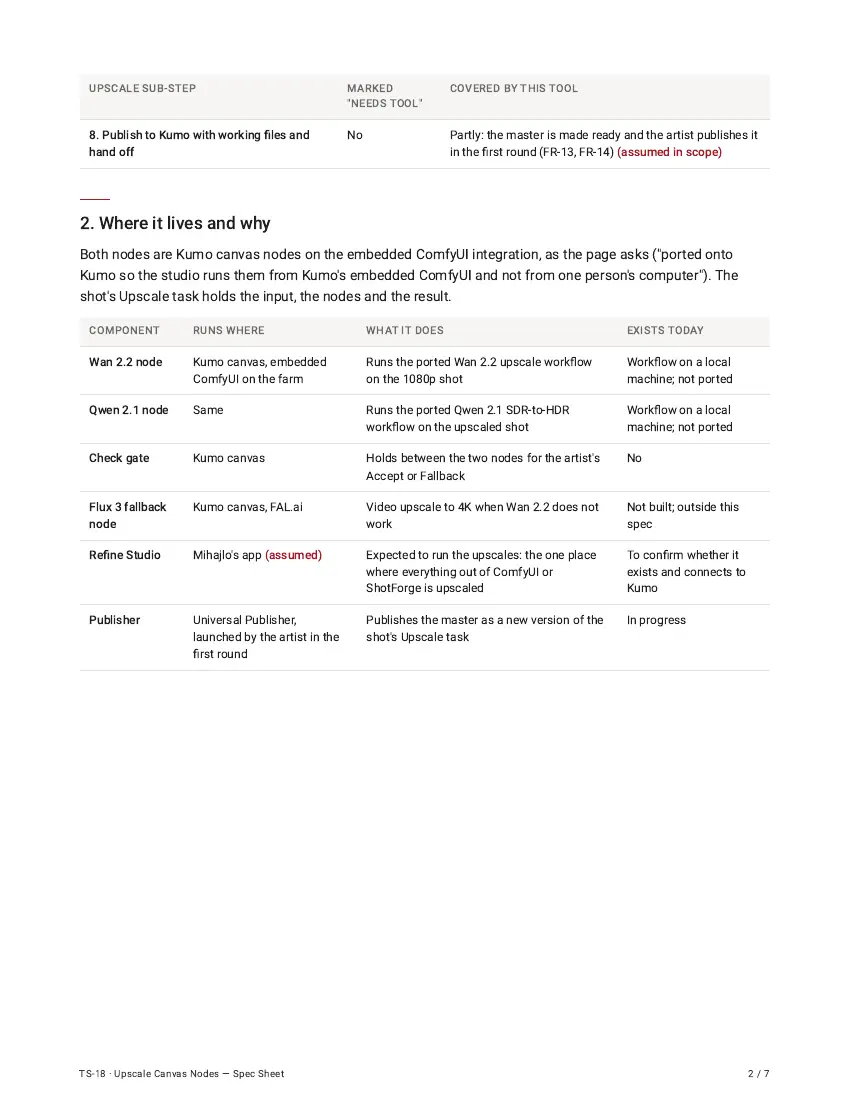 UPSCALE SUB-STEP MARKED COVERED BY THIS TOOL
"NEEDS TOOL"
8. Publish to Kumo with working files and No Partly: the master is made ready and the artist publishes it
hand off in the first round (FR-13, FR-14) (assumed in scope)
2. Where it lives and why
Both nodes are Kumo canvas nodes on the embedded ComfyUI integration, as the page asks ("ported onto
Kumo so the studio runs them from Kumo's embedded ComfyUI and not from one person's computer"). The
shot's Upscale task holds the input, the nodes and the result.
COMPONENT RUNS WHERE WHAT IT DOES EXISTS TODAY
Wan 2.2 node Kumo canvas, embedded Runs the ported Wan 2.2 upscale workflow Workflow on a local
ComfyUI on the farm on the 1080p shot machine; not ported
Qwen 2.1 node Same Runs the ported Qwen 2.1 SDR-to-HDR Workflow on a local
workflow on the upscaled shot machine; not ported
Check gate Kumo canvas Holds between the two nodes for the artist's No
Accept or Fallback
Flux 3 fallback Kumo canvas, FAL.ai Video upscale to 4K when Wan 2.2 does not Not built; outside this
node work spec
Refine Studio Mihajlo's app (assumed) Expected to run the upscales: the one place To confirm whether it
where everything out of ComfyUI or exists and connects to
ShotForge is upscaled Kumo
Publisher Universal Publisher, Publishes the master as a new version of the In progress
launched by the artist in the shot's Upscale task
first round
TS-18 · Upscale Canvas Nodes — Spec Sheet 2 / 7